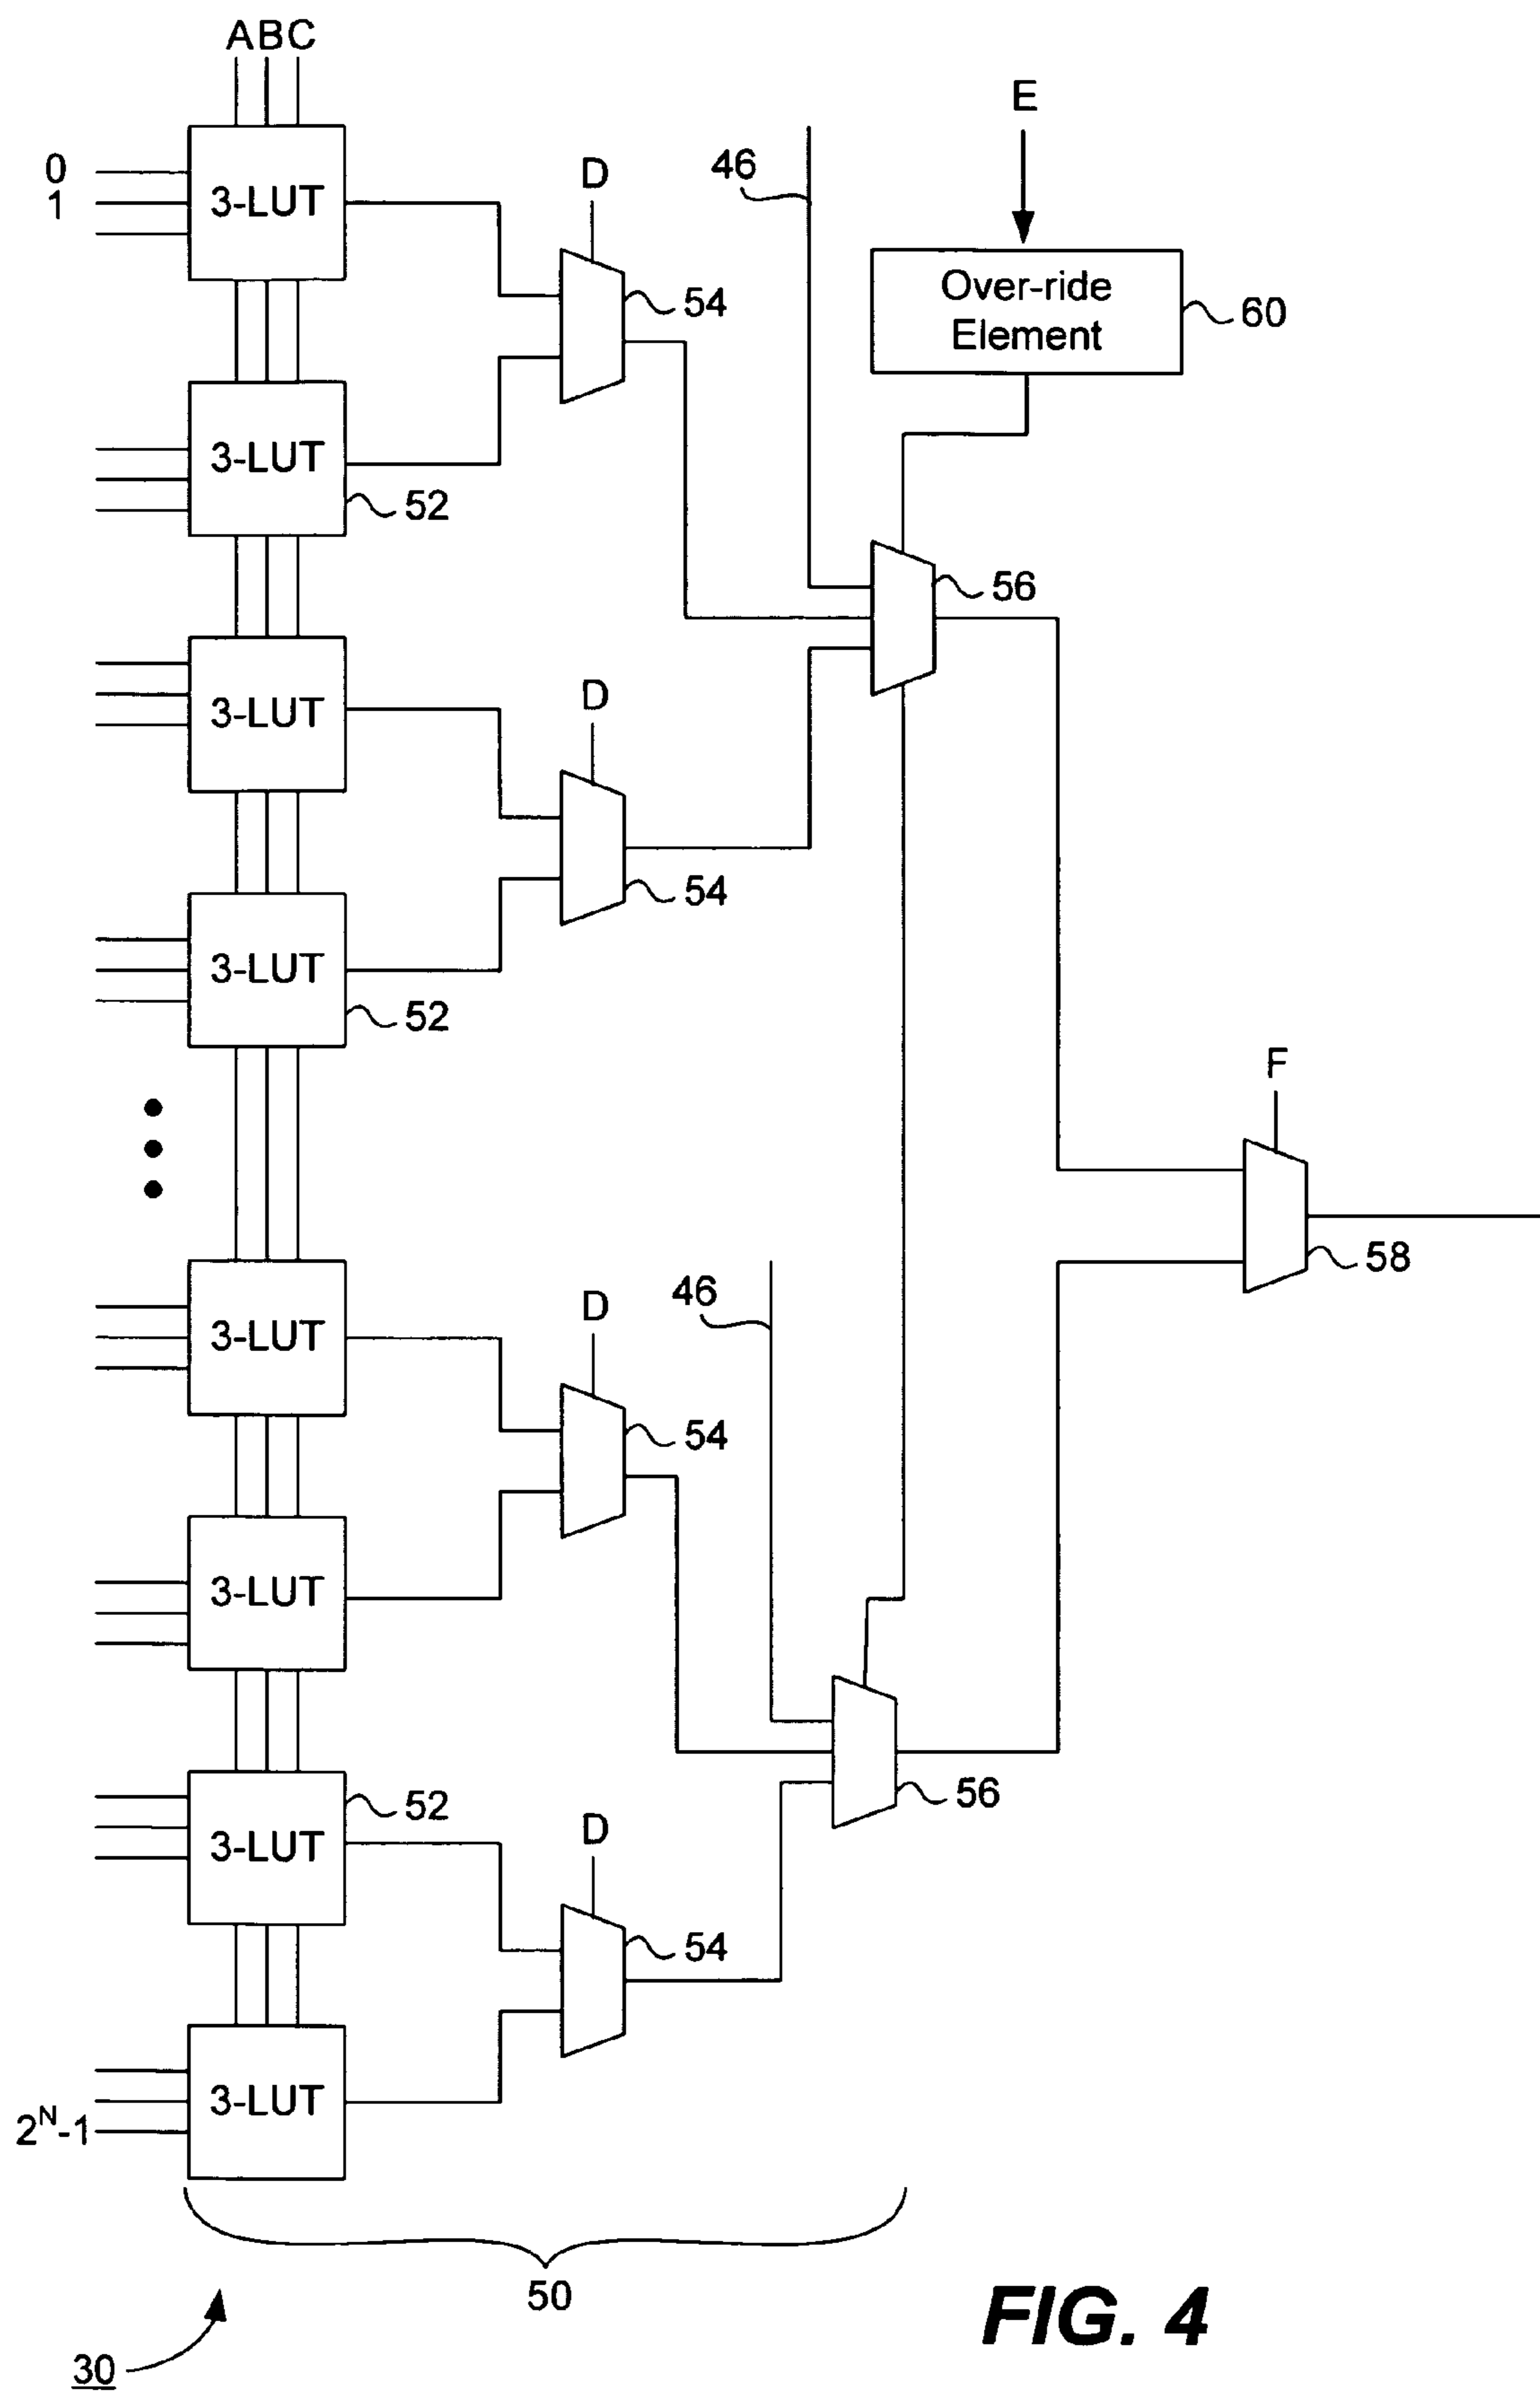 ABC
E
0
1
3-LUT
D
46
54
Over-ride
Element
60
3-LUT
52
56
3-LUT
D
54
3-LUT
52
F
58
3-LUT
D
46
54
3-LUT
3-LUT
52
56
D
54
3-LUT
2ᴺ-1
50
30
FIG. 4